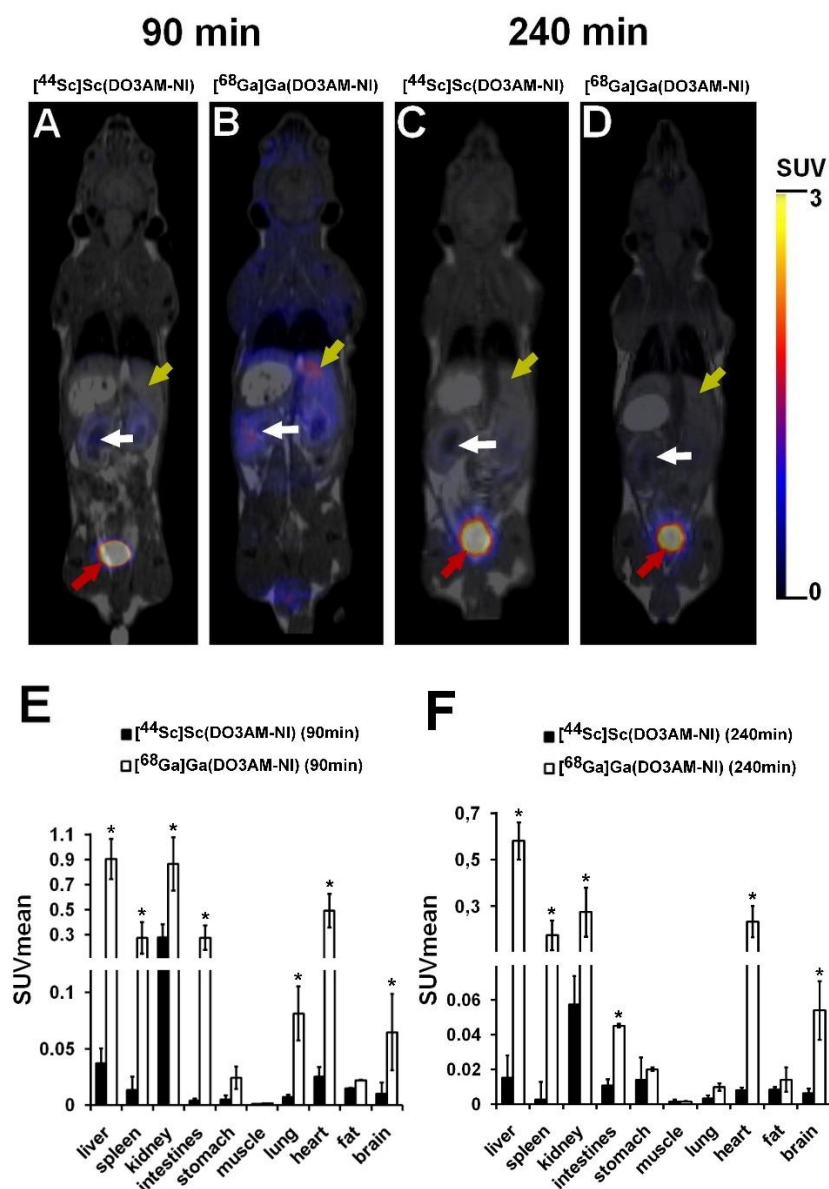 90 min 240 min
[44Sc]Sc(DO3AM-NI) [68Ga]Ga(DO3AM-NI) [44Sc]Sc(DO3AM-NI) [68Ga]Ga(DO3AM-NI)
A B C D
SUV
3
0
E
[44Sc]Sc(DO3AM-NI) (90min)
[68Ga]Ga(DO3AM-NI) (90min)
SUVmean
1.1
0.9
0.7
0.5
0.3
0.1
0.05
0
* * * * * * *
liver spleen kidney intestines stomach muscle lung heart fat brain
F
[44Sc]Sc(DO3AM-NI) (240min)
[68Ga]Ga(DO3AM-NI) (240min)
SUVmean
0,7
0,5
0,3
0.06
0.02
0
* * * * * *
liver spleen kidney intestines stomach muscle lung heart fat brain